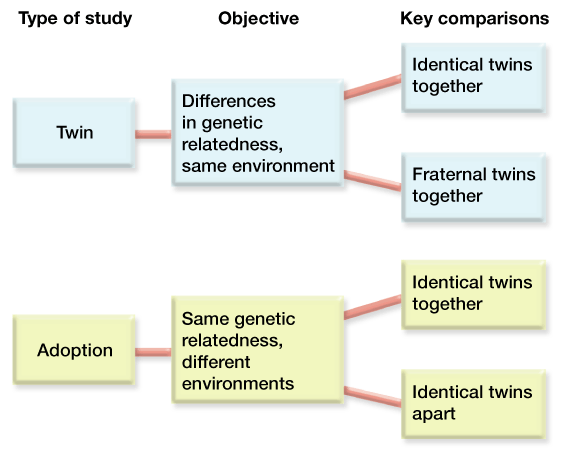 Type of study
Objective
Key comparisons
Twin
Differences
in genetic
relatedness,
same environment
Identical twins
together
Fraternal twins
together
Adoption
Same genetic
relatedness,
different
environments
Identical twins
together
Identical twins
apart